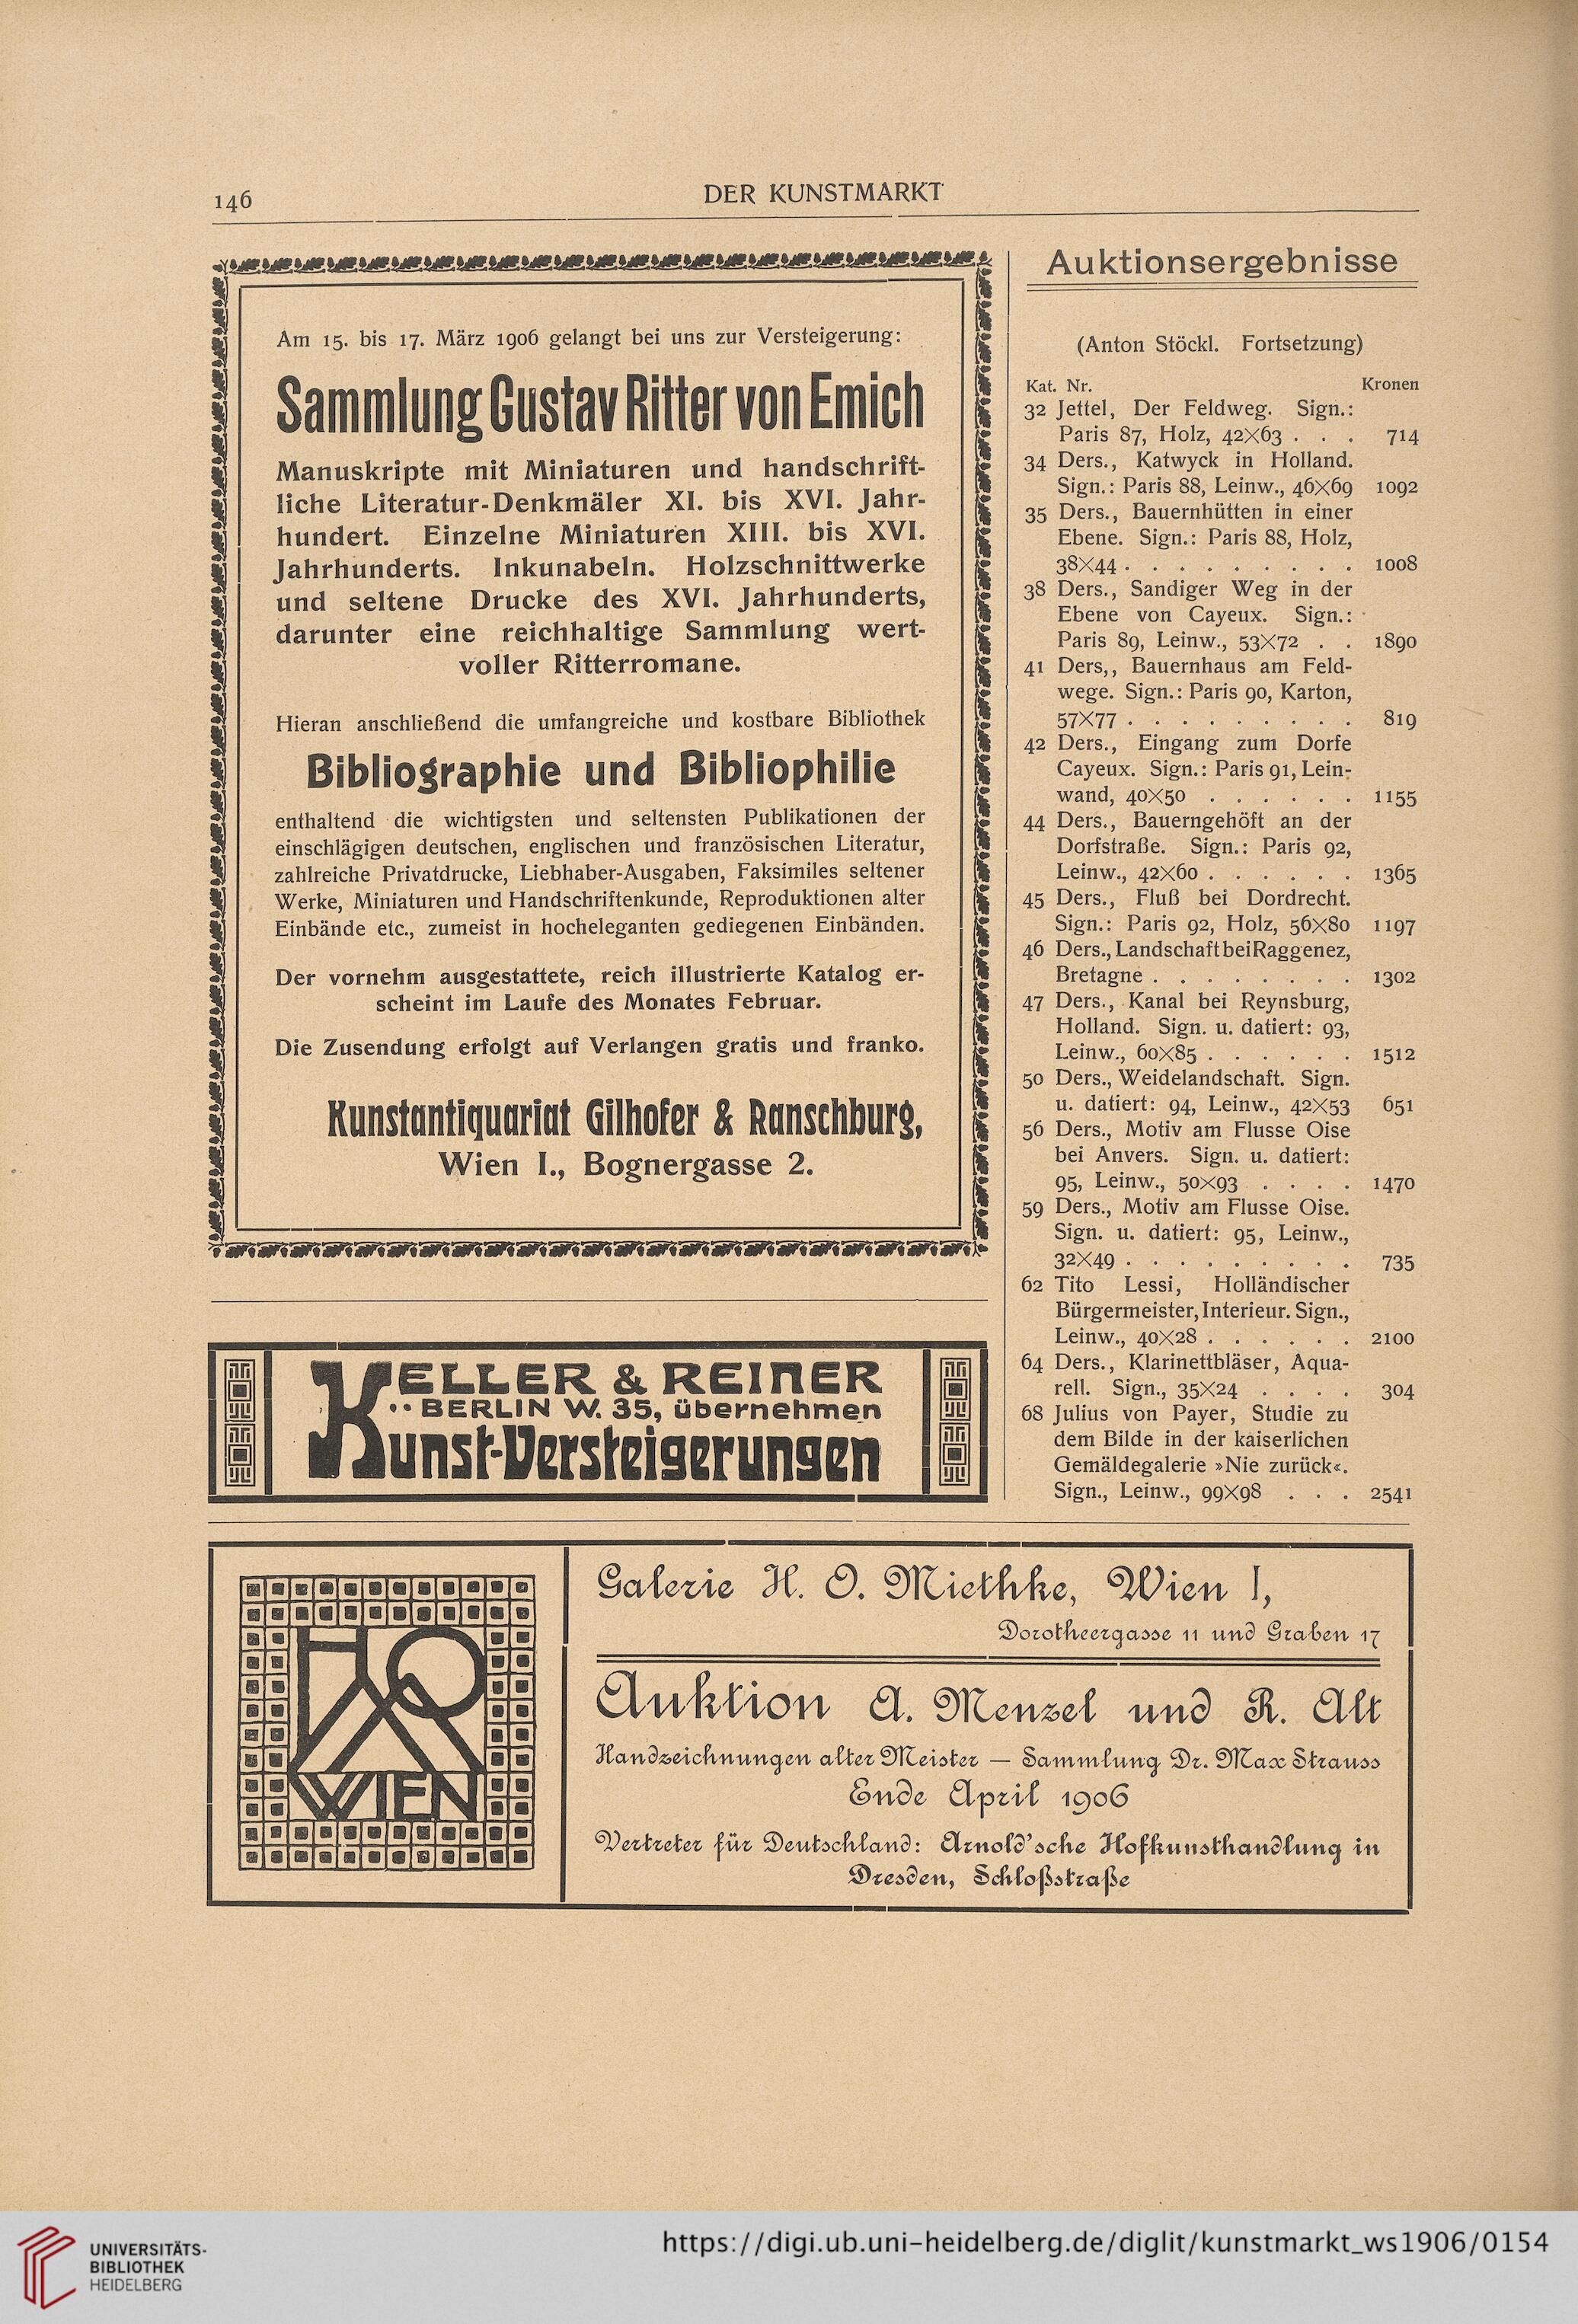 146
DER KUNSTMARKT
Am 15. bis 17. März 1906 gelangt bei uns zur Versteigerung:
Sammlung Gustav Ritter von Emich
Manuskripte mit Miniaturen und handschrift-
liche Literatur-Denkmäler XI. bis XVI. Jahr-
hundert. Einzelne Miniaturen XIII. bis XVI.
Jahrhunderts. Inkunabeln. Holzschnittwerke
und seltene Drucke des XVI. Jahrhunderts,
darunter eine reichhaltige Sammlung wert-
voller Ritterromane.
Hieran anschließend die umfangreiche und kostbare Bibliothek
Bibliographie und Bibliophilie
enthaltend die wichtigsten und seltensten Publikationen der
einschlägigen deutschen, englischen und französischen Literatur,
zahlreiche Privatdrucke, Liebhaber-Ausgaben, Faksimiles seltener
Werke, Miniaturen und Handschriftenkunde, Reproduktionen alter
Einbände etc., zumeist in hocheleganten gediegenen Einbänden.
Der vornehm ausgestattete, reich illustrierte Katalog er-
scheint im Laufe des Monates Februar.
Die Zusendung erfolgt auf Verlangen gratis und franko.
Kunstantiquariat Gilhofer & Ranschburg,
Wien I., Bognergasse 2.
KELLER & REINER
BERLIN W. 35, übernehmen
Kunst-Versteigerungen
Auktionsergebnisse
(Anton Stöckl. Fortsetzung)
Kat. Nr. Kronen
32 Jettel, Der Feldweg. Sign.:
Paris 87, Holz, 42×63 . . . 714
34 Ders., Katwyck in Holland.
Sign.: Paris 88, Leinw., 46×69 1092
35 Ders., Bauernhütten in einer
Ebene. Sign.: Paris 88, Holz,
38×44 . . . . . . . . . 1008
38 Ders., Sandiger Weg in der
Ebene von Cayeux. Sign.:
Paris 89, Leinw., 53×72 . . 1890
41 Ders,, Bauernhaus am Feld-
wege. Sign.: Paris 90, Karton,
57×77 . . . . . . . . . 819
42 Ders., Eingang zum Dorfe
Cayeux. Sign.: Paris 91, Lein-
wand, 40×50 . . . . . . 1155
44 Ders., Bauerngehöft an der
Dorfstraße. Sign.: Paris 92,
Leinw., 42×60 . . . . . . 1365
45 Ders., Fluß bei Dordrecht.
Sign.: Paris 92, Holz, 56×80 1197
46 Ders., Landschaft bei Raggenez,
Bretagne . . . . . . . . 1302
47 Ders., Kanal bei Reynsburg,
Holland. Sign. u. datiert: 93,
Leinw., 60×85 . . . . . . 1512
50 Ders., Weidelandschaft. Sign.
u. datiert: 94, Leinw., 42×53 651
56 Ders., Motiv am Flusse Oise
bei Anvers. Sign. u. datiert:
95, Leinw., 50×93 . . . . 1470
59 Ders., Motiv am Flusse Oise.
Sign. u. datiert: 95, Leinw.,
32×49 . . . . . . . . . 735
62 Tito Lessi, Holländischer
Bürgermeister, Interieur. Sign.,
Leinw., 40×28 . . . . . . 2100
64 Ders., Klarinettbläser, Aqua-
rell. Sign., 35×24 . . . . 304
68 Julius von Payer, Studie zu
dem Bilde in der kaiserlichen
Gemäldegalerie »Nie zurück«.
Sign., Leinw., 99×98 . . . 2541
WIEN
Galerie H. O. Miethke, Wien I,
Dorotheergasse 11 und Graben 17
Auktion A. Menzel und R. Alt
Handzeichnungen alter Meister — Sammlung Dr. Max Strauss
Ende April 1906
Vertreter für Deutschland: Arnold'sche Hofkunsthandlung in
Dresden, Schloßstraße
UNIVERSITÄTS-
BIBLIOTHEK
HEIDELBERG
https://digi.ub.uni-heidelberg.de/diglit/kunstmarkt_ws1906/0154